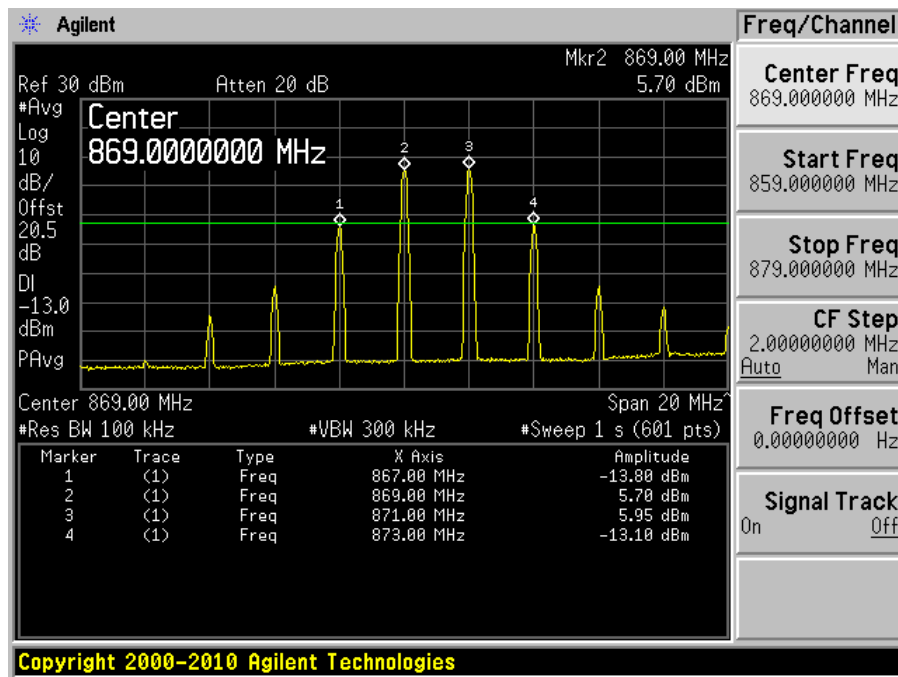 Agilent
Freq/Channel
Mkr2 869.00 MHz
Ref 30 dBm Atten 20 dB 5.70 dBm
#Avg
Log
10
dB/
Offst
20.5
dB
DI
-13.0
dBm
PAvg
Center
869.0000000 MHz
1
2
3
4
Center 869.00 MHz Span 20 MHz^
#Res BW 100 kHz #VBW 300 kHz #Sweep 1 s (601 pts)
Marker Trace Type X Axis Amplitude
1 (1) Freq 867.00 MHz -13.80 dBm
2 (1) Freq 869.00 MHz 5.70 dBm
3 (1) Freq 871.00 MHz 5.95 dBm
4 (1) Freq 873.00 MHz -13.10 dBm
Center Freq
869.000000 MHz
Start Freq
859.000000 MHz
Stop Freq
879.000000 MHz
CF Step
2.00000000 MHz
Auto Man
Freq Offset
0.00000000 Hz
Signal Track
On Off
Copyright 2000-2010 Agilent Technologies